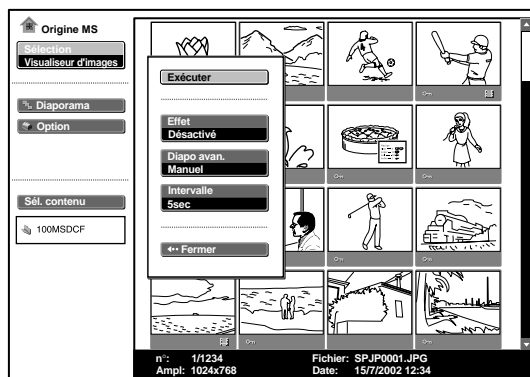 Origine MS
Sélection
Visualiseur d'images
Diaporama
Option
Sél. contenu
100MSDCF
Exécuter
Effet
Désactivé
Diapo avan.
Manuel
Intervalle
5sec
Fermer
n°: 1/1234 Fichier: SPJP0001.JPG
Ampl: 1024x768 Date: 15/7/2002 12:34